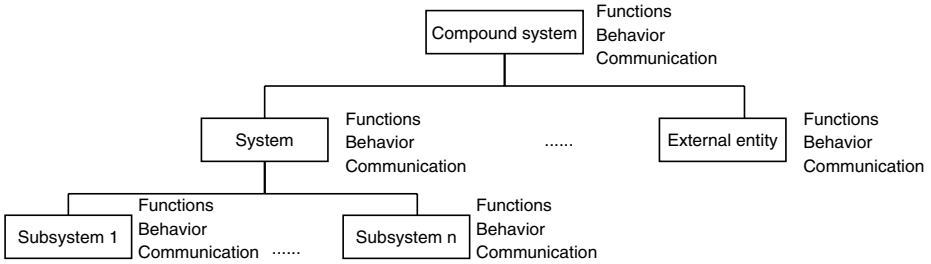 Compound system
Functions
Behavior
Communication
System
Functions
Behavior
Communication
......
External entity
Functions
Behavior
Communication
Subsystem 1
Functions
Behavior
Communication
......
Subsystem n
Functions
Behavior
Communication